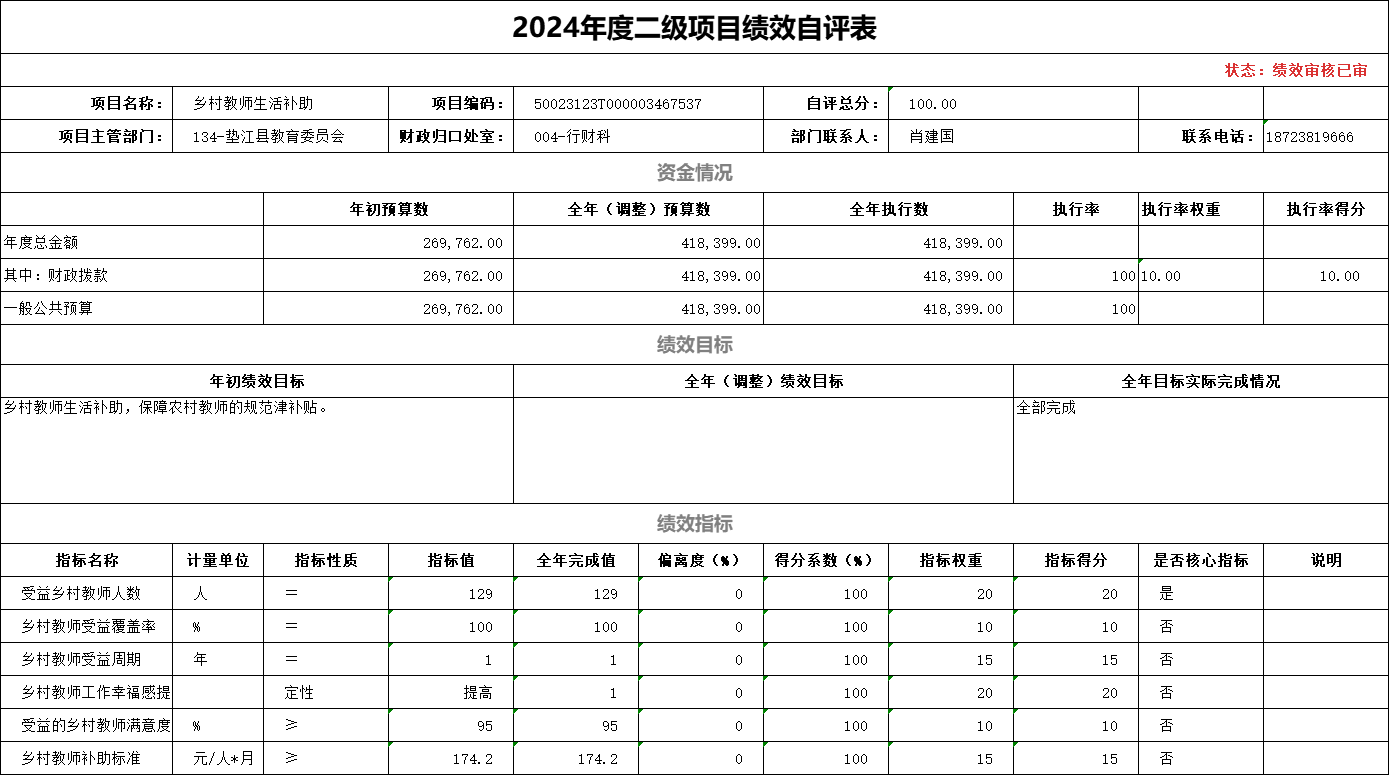 2024年度二级项目绩效自评表
状态：绩效审核已审
项目名称： 乡村教师生活补助 项目编码： 50023123T000003467537 自评总分： 100.00
项目主管部门： 134-垫江县教育委员会 财政归口处室： 004-行财科 部门联系人： 肖建国 联系电话： 18723819666
资金情况
年初预算数 全年（调整）预算数 全年执行数 执行率 执行率权重 执行率得分
年度总金额 269,762.00 418,399.00 418,399.00
其中：财政拨款 269,762.00 418,399.00 418,399.00 100 10.00 10.00
一般公共预算 269,762.00 418,399.00 418,399.00 100
绩效目标
年初绩效目标 全年（调整）绩效目标 全年目标实际完成情况
乡村教师生活补助，保障农村教师的规范津补贴。 全部完成
绩效指标
指标名称 计量单位 指标性质 指标值 全年完成值 偏离度（%） 得分系数（%） 指标权重 指标得分 是否核心指标 说明
受益乡村教师人数 人 ＝ 129 129 0 100 20 20 是
乡村教师受益覆盖率 % ＝ 100 100 0 100 10 10 否
乡村教师受益周期 年 ＝ 1 1 0 100 15 15 否
乡村教师工作幸福感提 定性 提高 1 0 100 20 20 否
受益的乡村教师满意度 % ≥ 95 95 0 100 10 10 否
乡村教师补助标准 元/人*月 ≥ 174.2 174.2 0 100 15 15 否